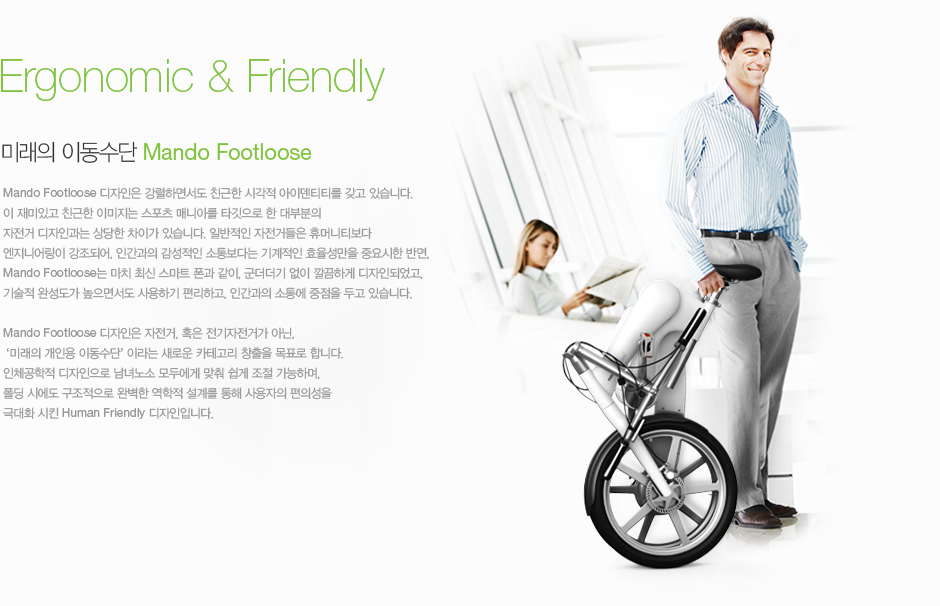 Ergonomic & Friendly
미래의 이동수단 Mando Footloose
Mando Footloose 디자인은 강렬하면서도 친근한 시각적 아이덴티티를 갖고 있습니다.
이 재미있고 친근한 이미지는 스포츠 매니아를 타깃으로 한 대부분의
자전거 디자인과는 상당한 차이가 있습니다. 일반적인 자전거들은 휴머니티보다
엔지니어링이 강조되어, 인간과의 감성적인 소통보다는 기계적인 효율성만을 중요시한 반면,
Mando Footloose는 마치 최신 스마트 폰과 같이, 군더더기 없이 깔끔하게 디자인되었고,
기술적 완성도가 높으면서도 사용하기 편리하고, 인간과의 소통에 중점을 두고 있습니다.
Mando Footloose 디자인은 자전거, 혹은 전기자전거가 아닌,
‘미래의 개인용 이동수단’ 이라는 새로운 카테고리 창출을 목표로 합니다.
인체공학적 디자인으로 남녀노소 모두에게 맞춰 쉽게 조절 가능하며,
폴딩 시에도 구조적으로 완벽한 역학적 설계를 통해 사용자의 편의성을
극대화 시킨 Human Friendly 디자인입니다.